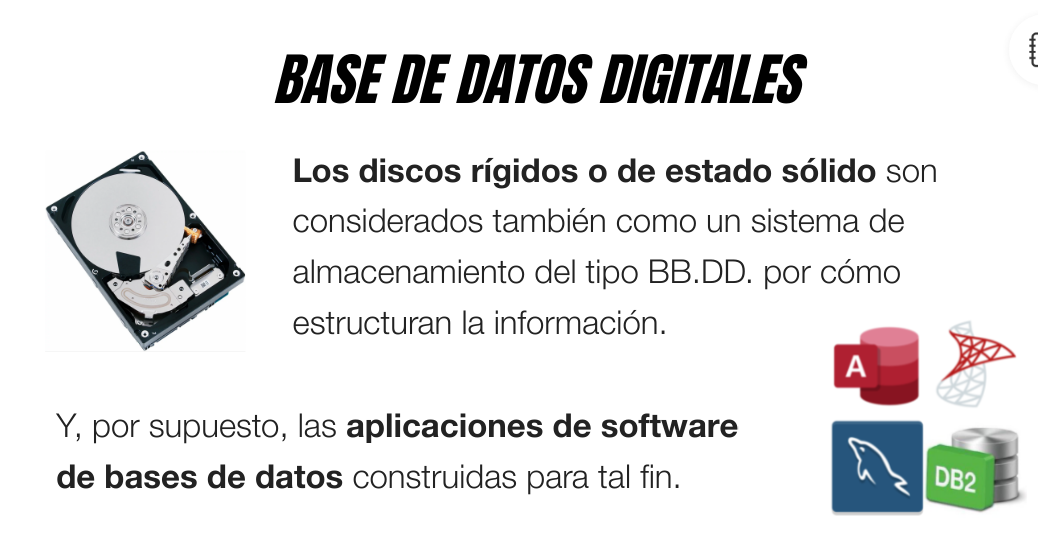 BASE DE DATOS DIGITALES
Los discos rígidos o de estado sólido son
considerados también como un sistema de
almacenamiento del tipo BB.DD. por cómo
estructuran la información.
A
Y, por supuesto, las aplicaciones de software
de bases de datos construidas para tal fin.
DB2